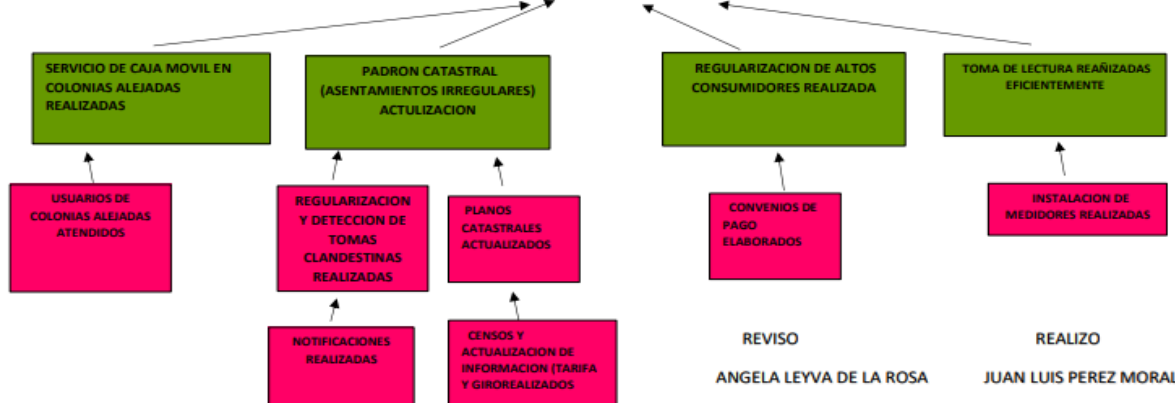 SERVICIO DE CAJA MOVIL EN
COLONIAS ALEJADAS
REALIZADAS
PADRON CATASTRAL
(ASENTAMIENTOS IRREGULARES)
ACTULIZACION
REGULARIZACION DE ALTOS
CONSUMIDORES REALIZADA
TOMA DE LECTURA REAÑIZADAS
EFICIENTEMENTE
USUARIOS DE
COLONIAS ALEJADAS
ATENDIDOS
REGULARIZACION
Y DETECCION DE
TOMAS
CLANDESTINAS
REALIZADAS
PLANOS
CATASTRALES
ACTUALIZADOS
CONVENIOS DE
PAGO
ELABORADOS
INSTALACION DE
MEDIDORES REALIZADAS
NOTIFICACIONES
REALIZADAS
CENSOS Y
ACTUALIZACION DE
INFORMACION (TARIFA
Y GIROREALIZADOS
REVISO
REALIZO
ANGELA LEYVA DE LA ROSA
JUAN LUIS PEREZ MORAL